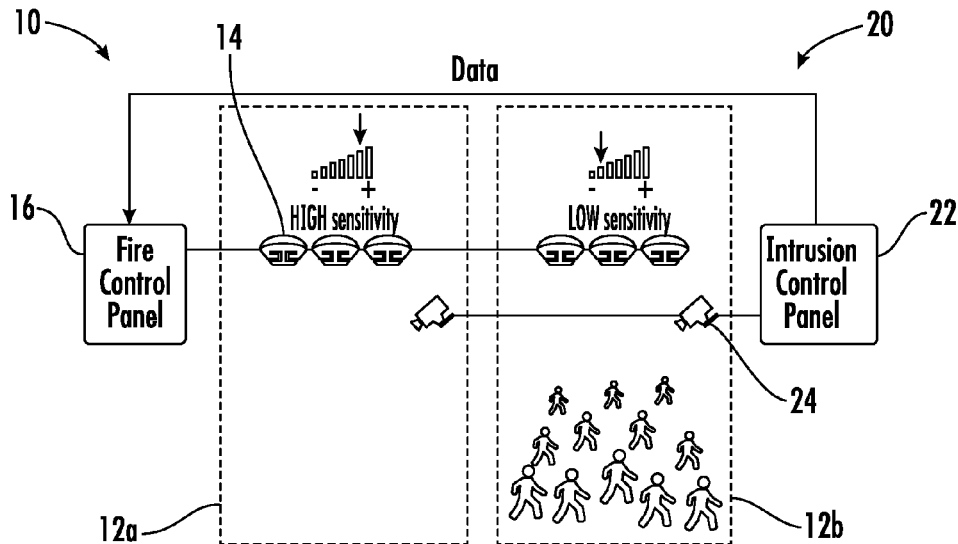 10
14
20
Data
16
- +
HIGH sensitivity
- +
LOW sensitivity
22
Fire
Control
Panel
Intrusion
Control
Panel
24
12a
12b